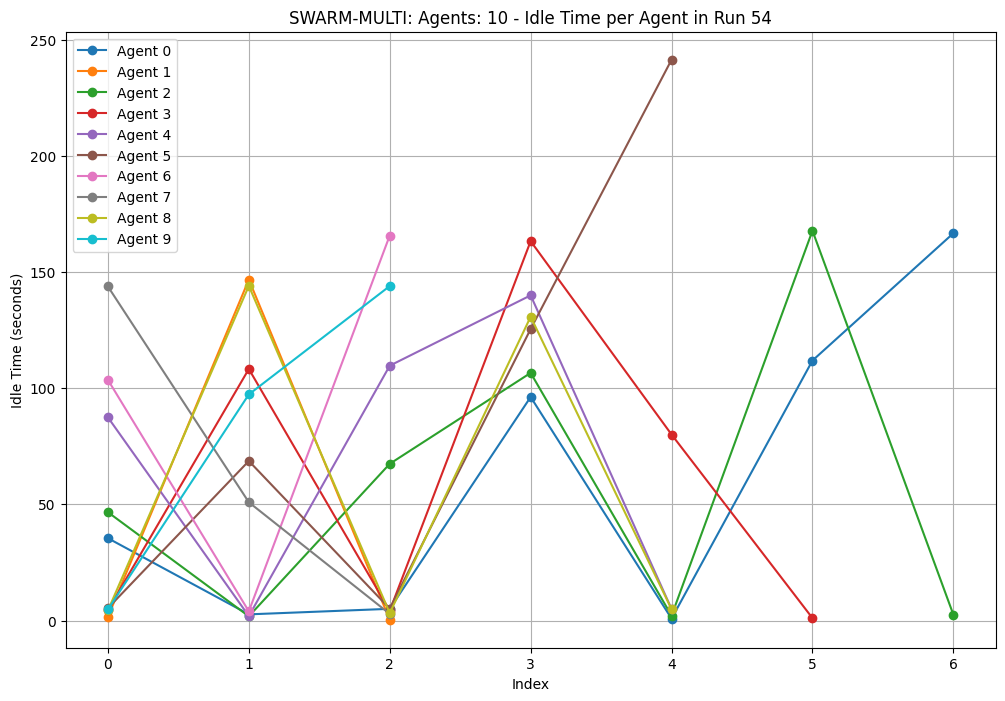 SWARM-MULTI: Agents: 10 - Idle Time per Agent in Run 54
250
200
150
100
50
0
Idle Time (seconds)
Agent 0
Agent 1
Agent 2
Agent 3
Agent 4
Agent 5
Agent 6
Agent 7
Agent 8
Agent 9
0 1 2 3 4 5 6
Index